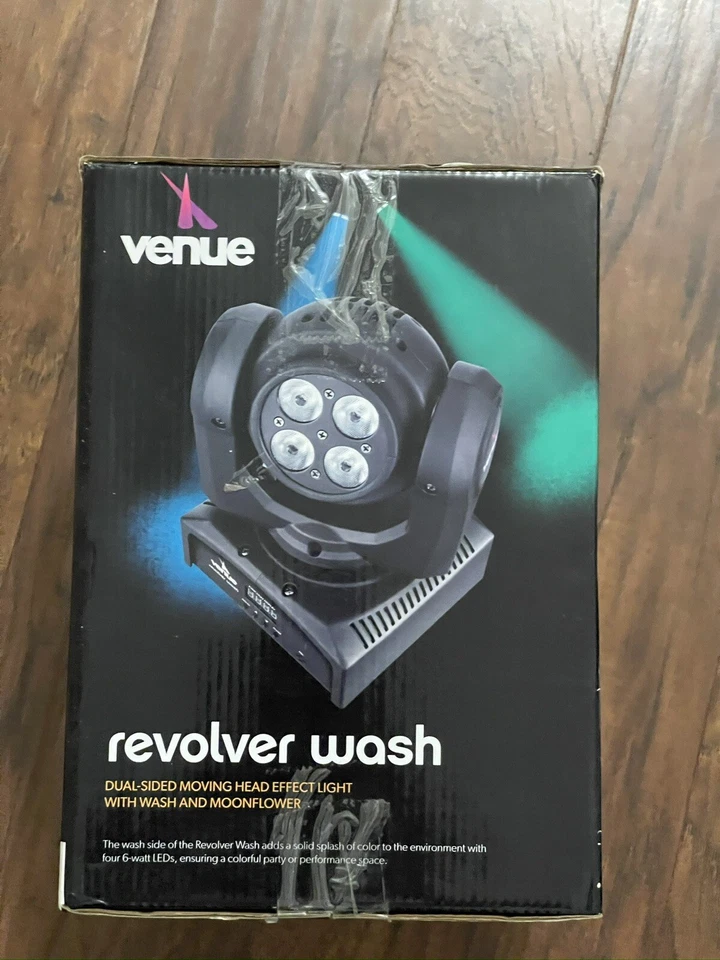 venue
venue
revolver wash
DUAL-SIDED MOVING HEAD EFFECT LIGHT
WITH WASH AND MOONFLOWER
The wash side of the Revolver Wash adds a solid splash of color to the environment with
four 6-watt LEDs, ensuring a colorful party or performance space.